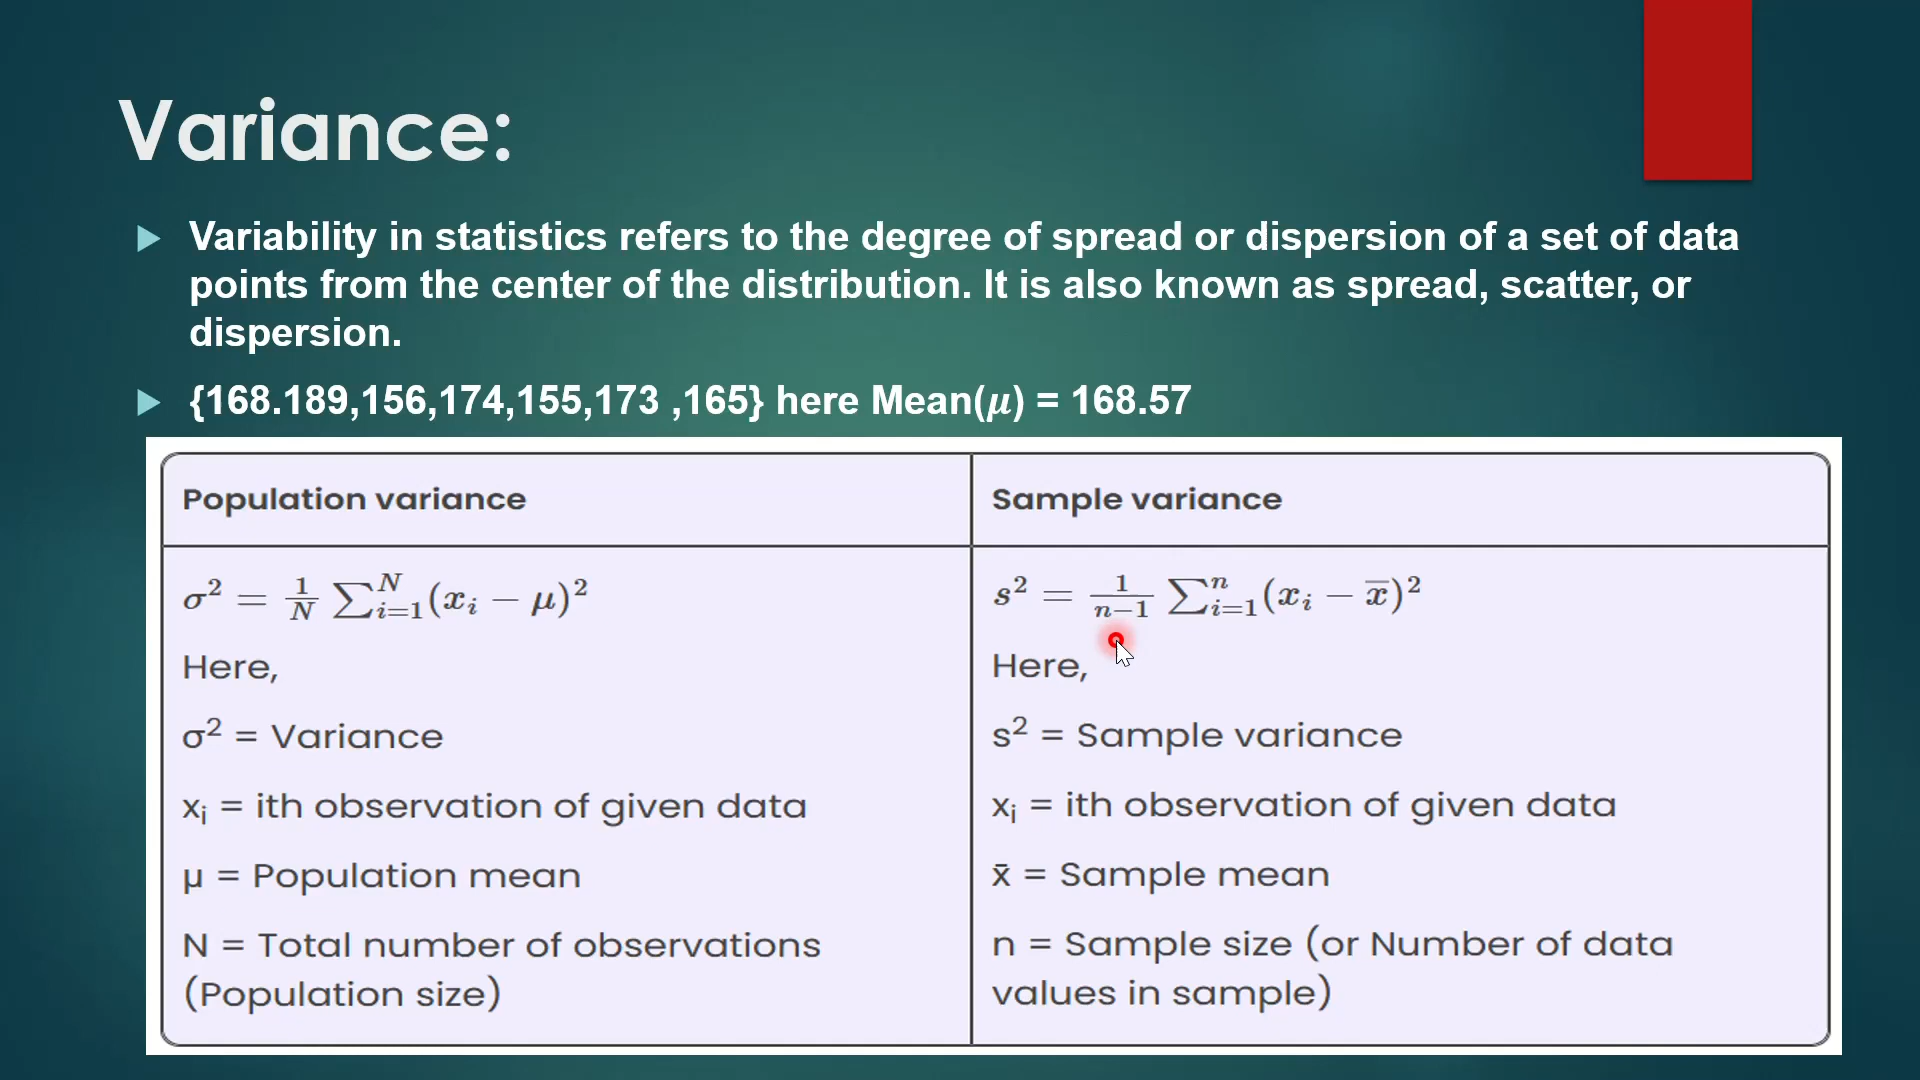 Variance:
Variability in statistics refers to the degree of spread or dispersion of a set of data
points from the center of the distribution. It is also known as spread, scatter, or
dispersion.
{168.189,156,174,155,173 ,165} here Mean(μ) = 168.57
Population variance
σ² = 1/N ∑ᵢ₌₁ᴺ (xᵢ − μ)²
Here,
σ² = Variance
xᵢ = ith observation of given data
μ = Population mean
N = Total number of observations
(Population size)
Sample variance
s² = 1/(n−1) ∑ᵢ₌₁ⁿ (xᵢ − x̄)²
Here,
s² = Sample variance
xᵢ = ith observation of given data
x̄ = Sample mean
n = Sample size (or Number of data
values in sample)